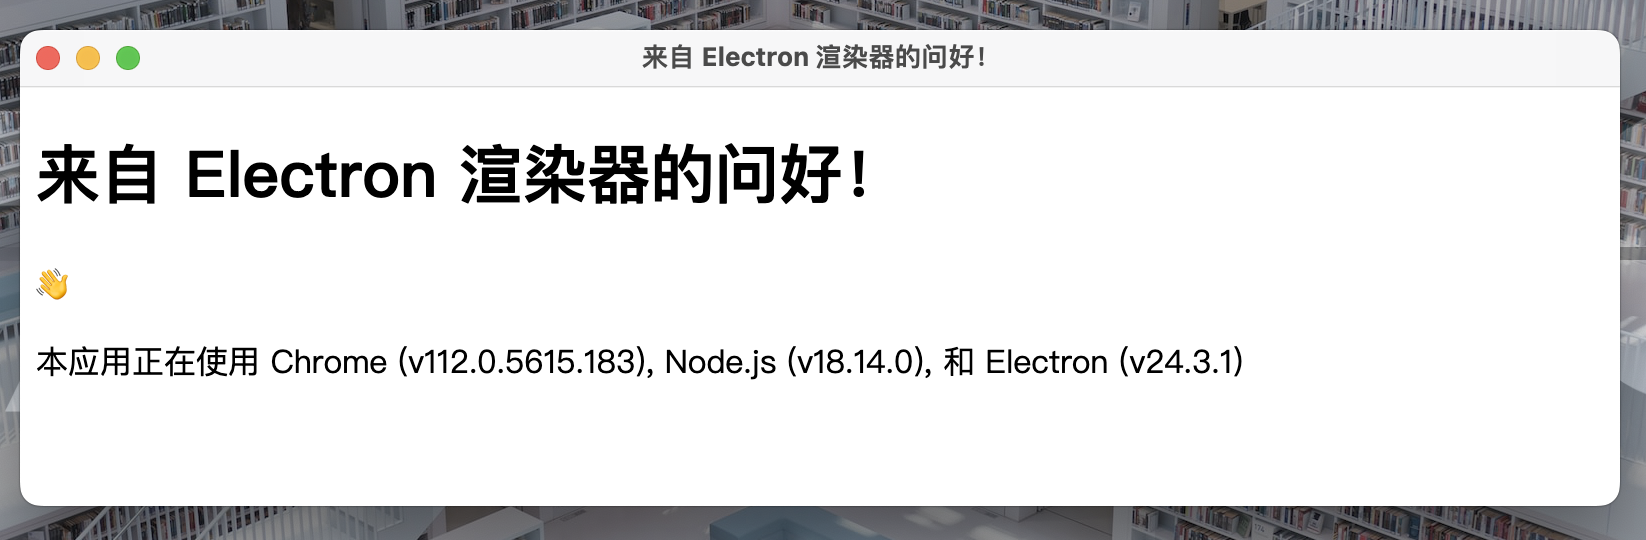 来自 Electron 渲染器的问好！
来自 Electron 渲染器的问好！
👋
本应用正在使用 Chrome (v112.0.5615.183), Node.js (v18.14.0), 和 Electron (v24.3.1)